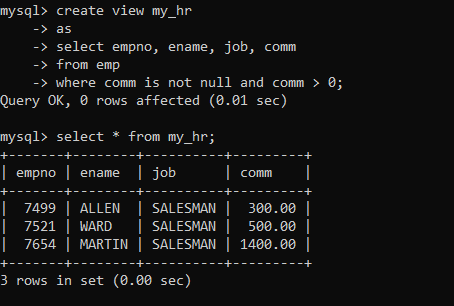 mysql> create view my_hr
    -> as
    -> select empno, ename, job, comm
    -> from emp
    -> where comm is not null and comm > 0;
Query OK, 0 rows affected (0.01 sec)

mysql> select * from my_hr;
+-------+--------+----------+---------+
| empno | ename  | job      | comm    |
+-------+--------+----------+---------+
|  7499 | ALLEN  | SALESMAN |  300.00 |
|  7521 | WARD   | SALESMAN |  500.00 |
|  7654 | MARTIN | SALESMAN | 1400.00 |
+-------+--------+----------+---------+
3 rows in set (0.00 sec)